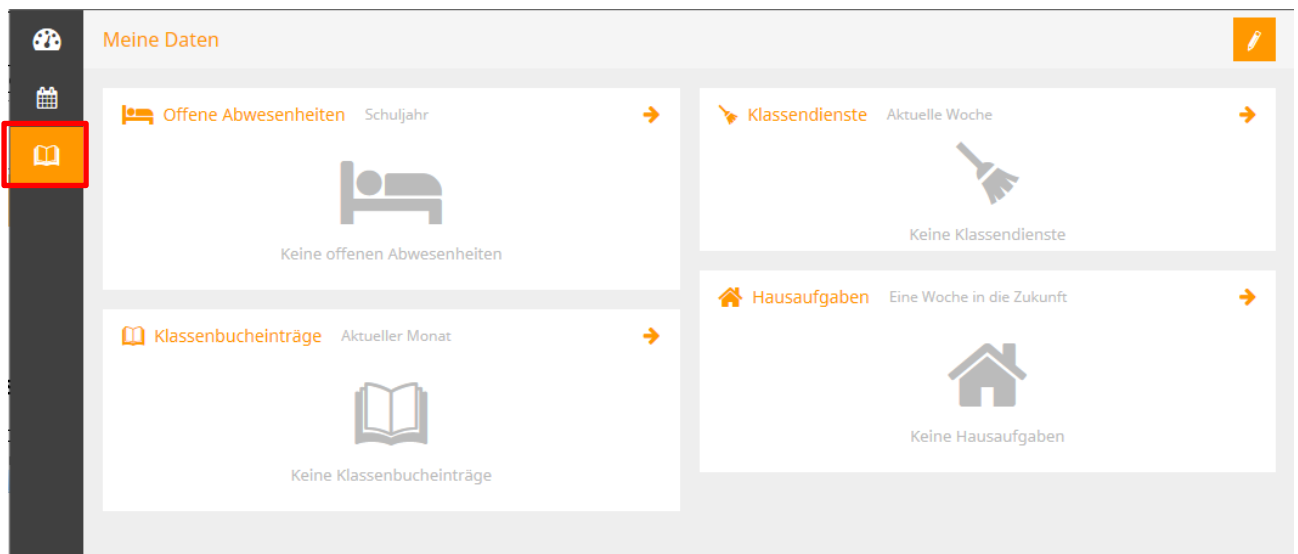 Meine Daten
Offene Abwesenheiten Schuljahr
Keine offenen Abwesenheiten
Klassenbucheinträge Aktueller Monat
Keine Klassenbucheinträge
Klassendienste Aktuelle Woche
Keine Klassendienste
Hausaufgaben Eine Woche in die Zukunft
Keine Hausaufgaben